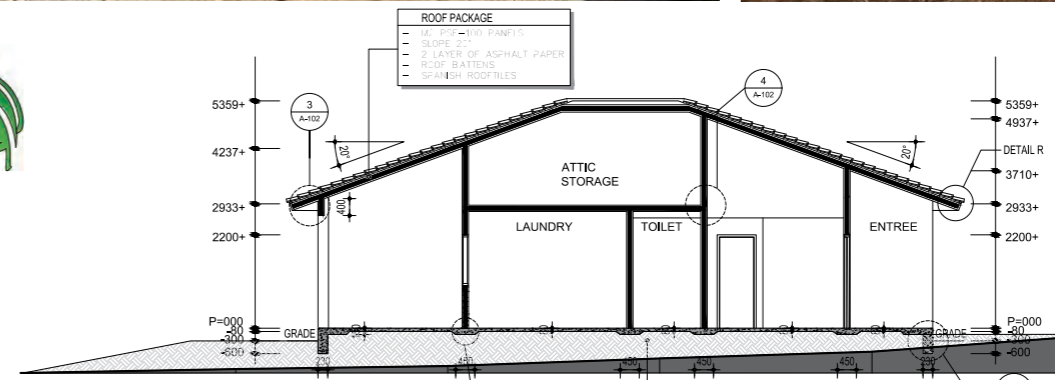 ROOF PACKAGE
- M2 PSE-100 PANELS
- SLOPE 20°
- 2 LAYER OF ASPHALT PAPER
- ROOF BATTENS
- SPANISH ROOFTILES
3
A-102
4
A-102
5359+
4237+
2933+
2200+
P=000
-80
-300
-600
GRADE
20°
400
ATTIC
STORAGE
LAUNDRY
TOILET
ENTREE
20°
DETAIL R
5359+
4937+
3710+
2933+
2200+
P=000
-80
-300
-600
GRADE
230
450
450
450
450
230